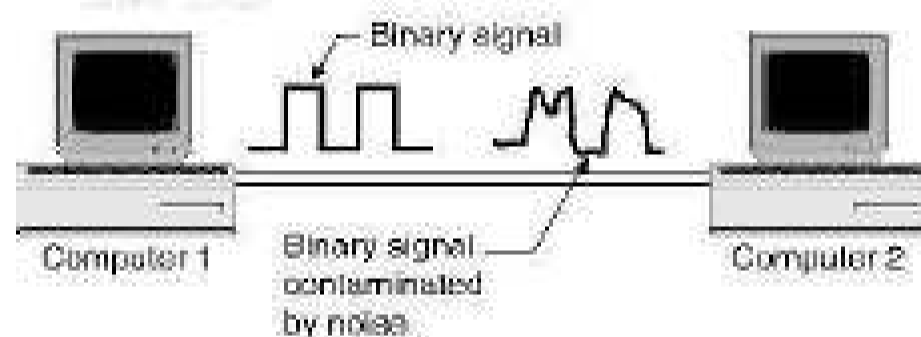 Binary signal
Computer 1
Binary signal
contaminated
by noise
Computer 2